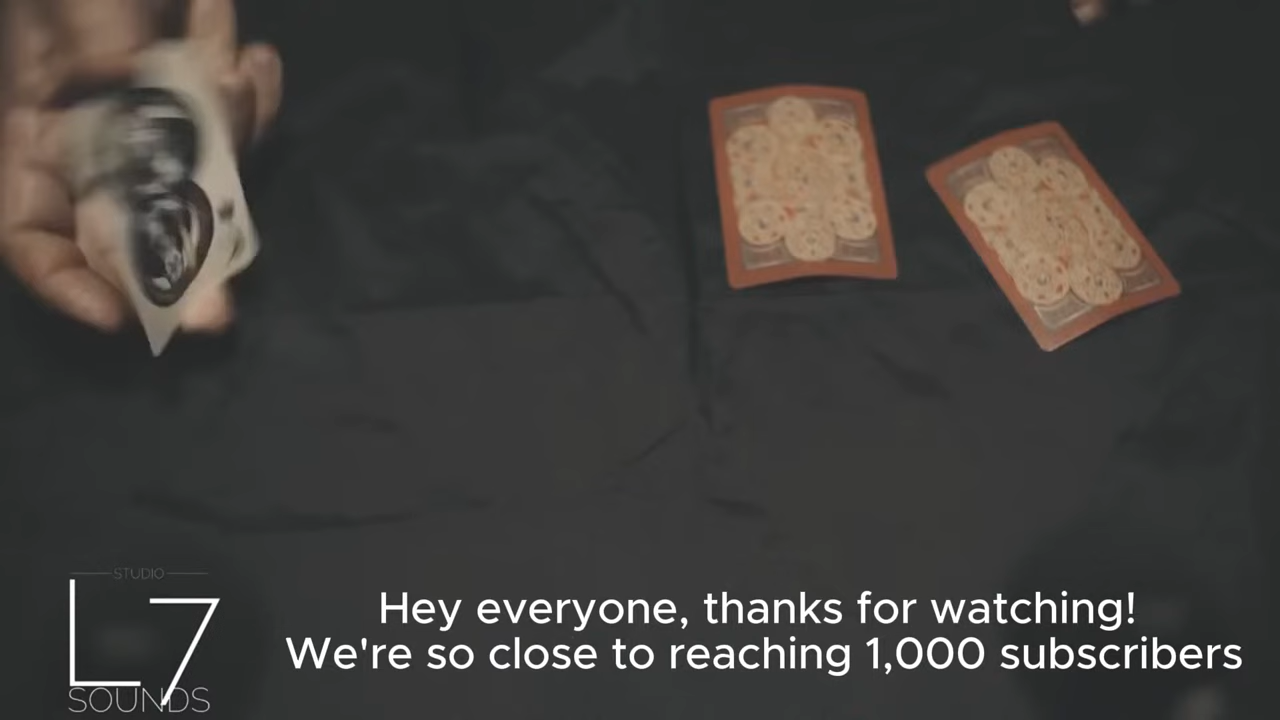 STUDIO
L7
SOUNDS
Hey everyone, thanks for watching!
We're so close to reaching 1,000 subscribers